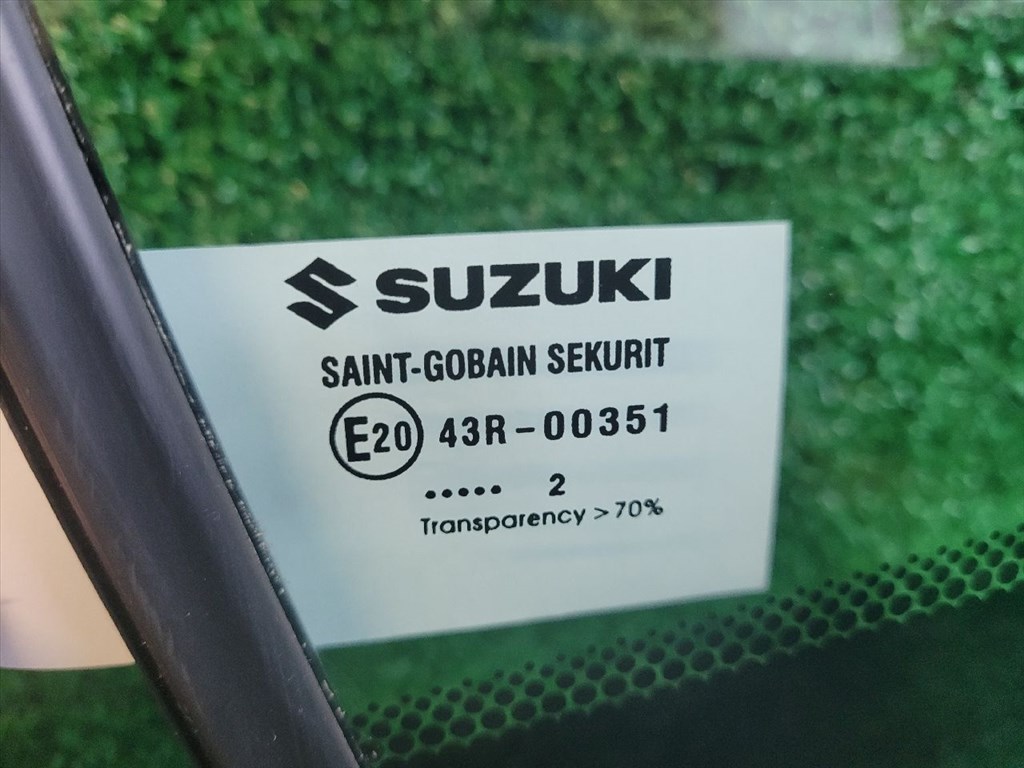 SUZUKI
SAINT-GOBAIN SEKURIT
E20 43R-00351
..... 2
Transparency >70%